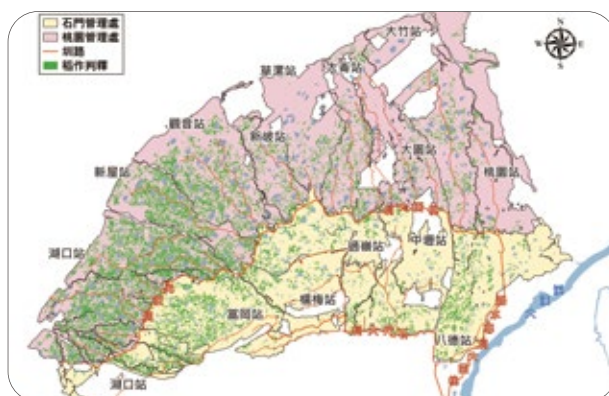 石門管理處
桃園管理處
圳路
稻作判釋
N
W
E
S
大竹站
草漯站
大崙站
觀音站
新坡站
大園站
新屋站
桃園站
湖口站
過嶺站
中壢站
楊梅站
富岡站
八德站
湖口站